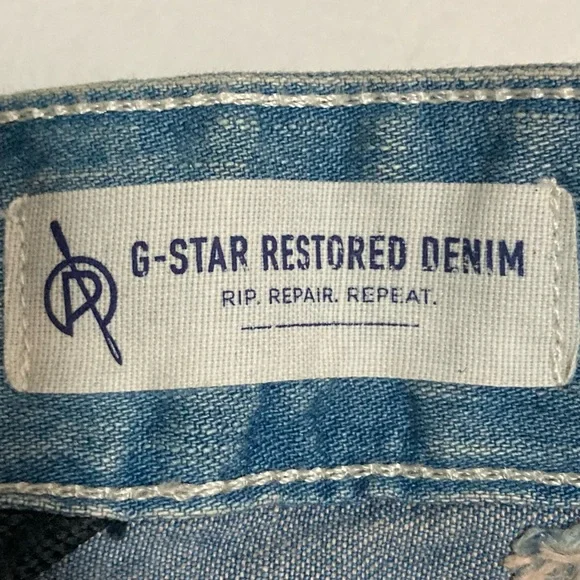 G-STAR RESTORED DENIM
RIP. REPAIR. REPEAT.